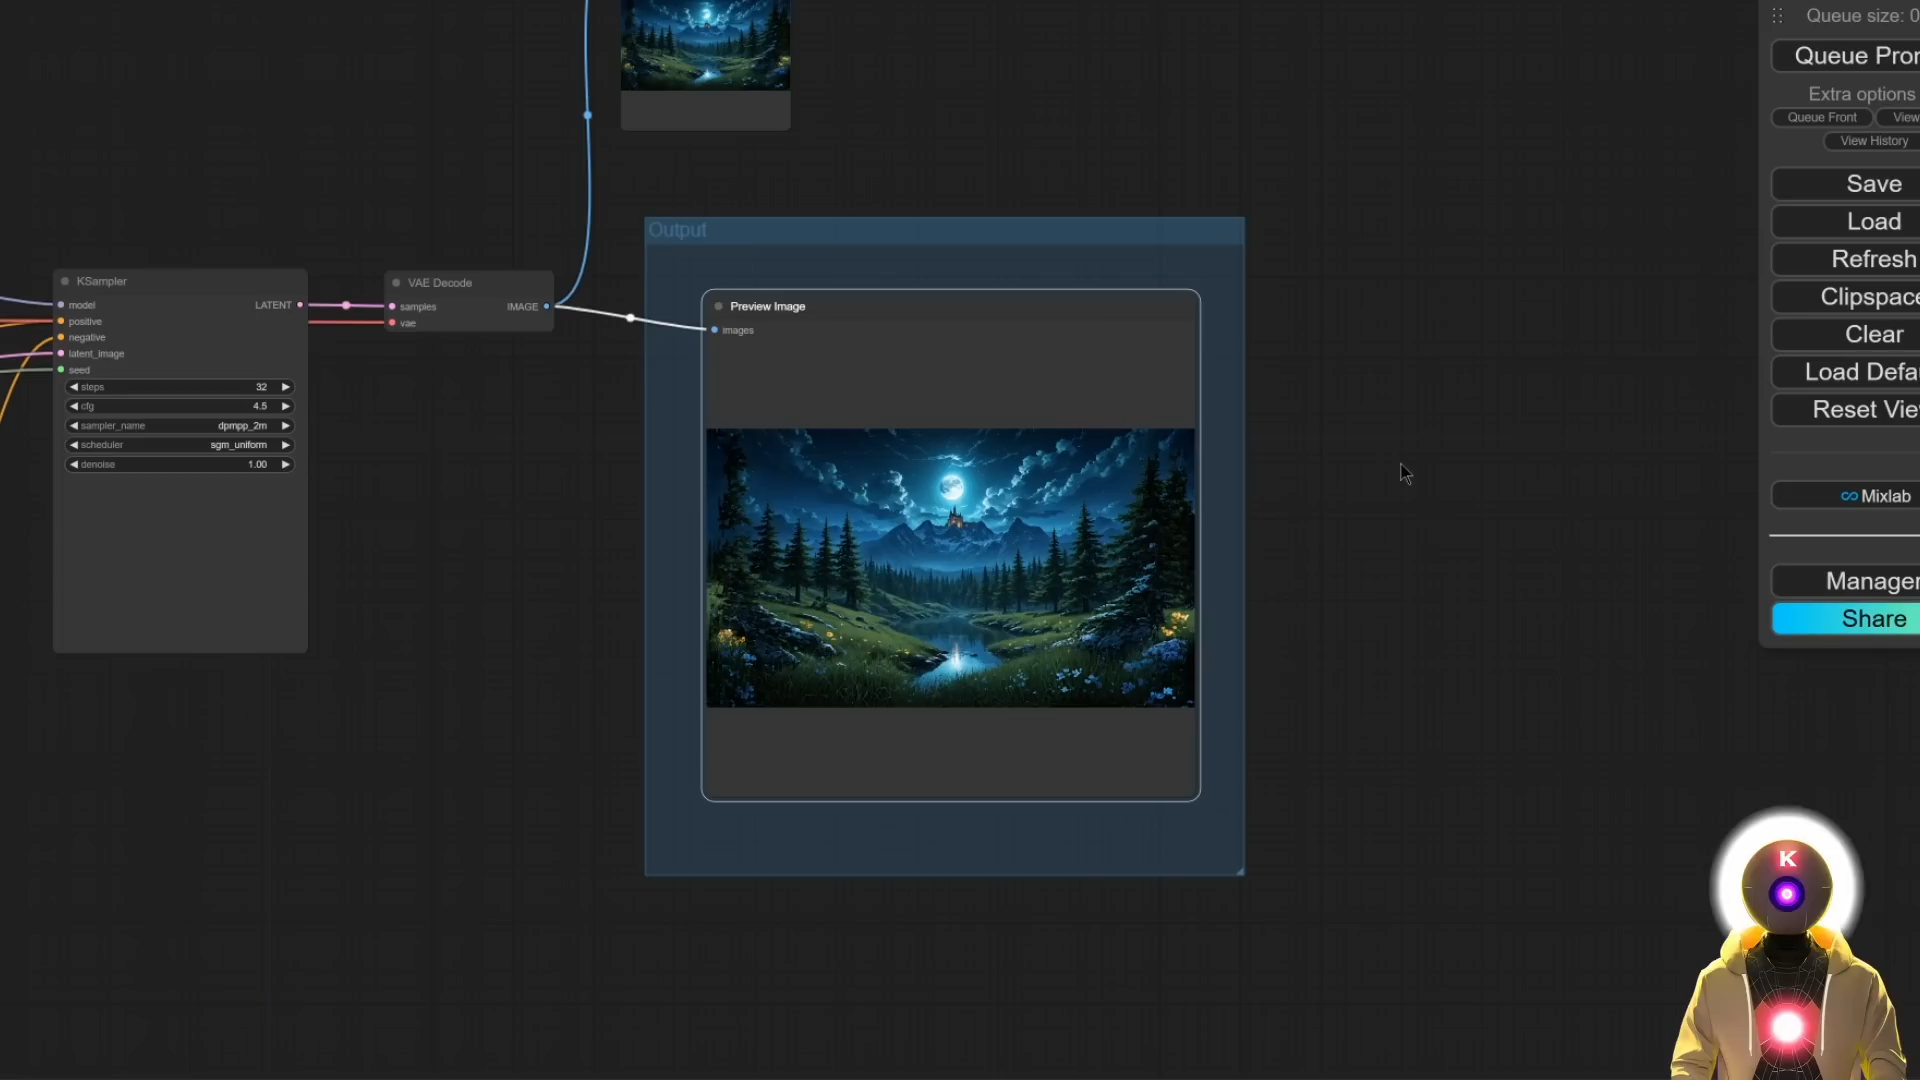 Queue size: 0
Queue Pron
Extra options
Queue Front
View
View History
Save
Load
Refresh
Clipspace
Clear
Load Defau
Reset Vie
Mixlab
Manager
Share
Output
KSampler
model LATENT
positive
negative
latent_image
seed
steps 32
cfg 4.5
sampler_name dpmpp_2m
scheduler sgm_uniform
denoise 1.00
VAE Decode
samples IMAGE
vae
Preview Image
images
K